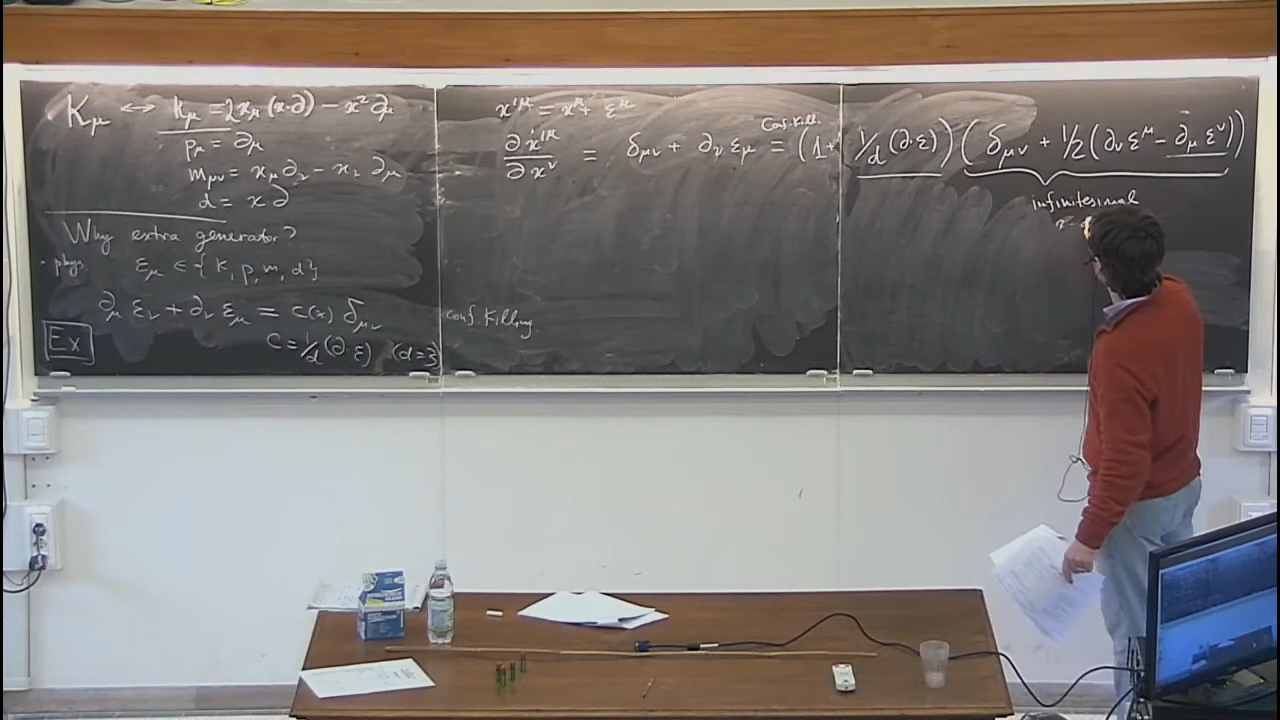 K_μ ↔ k_μ = 2x_μ (x·∂) − x² ∂_μ
p_μ = ∂_μ
m_μν = x_μ ∂_ν − x_ν ∂_μ
d = x ∂
Why extra generator?
• phys.
ε_μ ∈ {k, p, m, d}
∂_μ ε_ν + ∂_ν ε_μ = c(x) δ_μν conf. Killing.
Ex
c = 1/d (∂·ε) (d=3
x'^μ = x^μ + ε^μ
∂x'^μ / ∂x^ν = δ_μν + ∂_ν ε_μ = (1 + 1/d (∂·ε)) (δ_μν + 1/2 (∂_ν ε^μ − ∂_μ ε^ν))
Conf. Kill.
infinitesimal